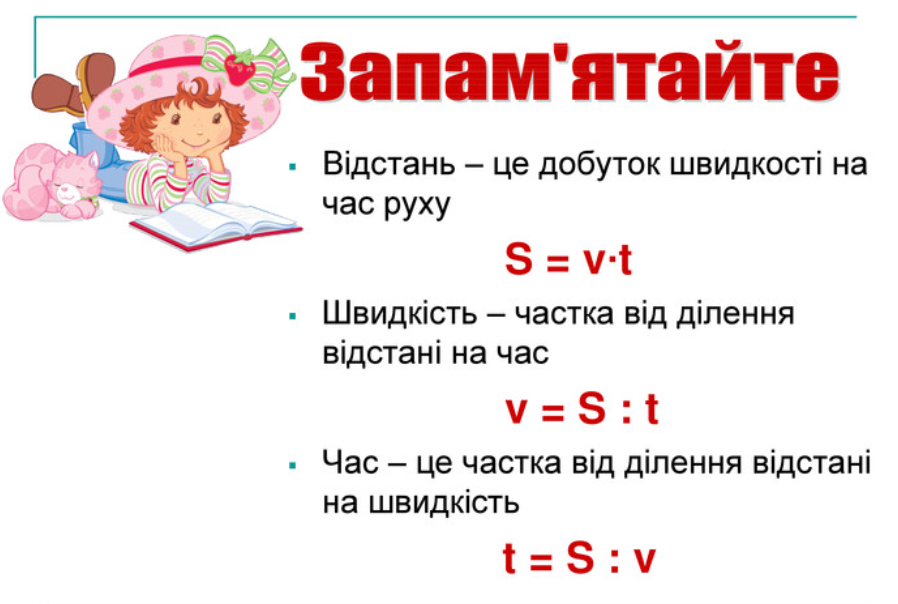 Запам'ятайте
▪ Відстань – це добуток швидкості на
час руху
S = v·t
▪ Швидкість – частка від ділення
відстані на час
v = S : t
▪ Час – це частка від ділення відстані
на швидкість
t = S : v